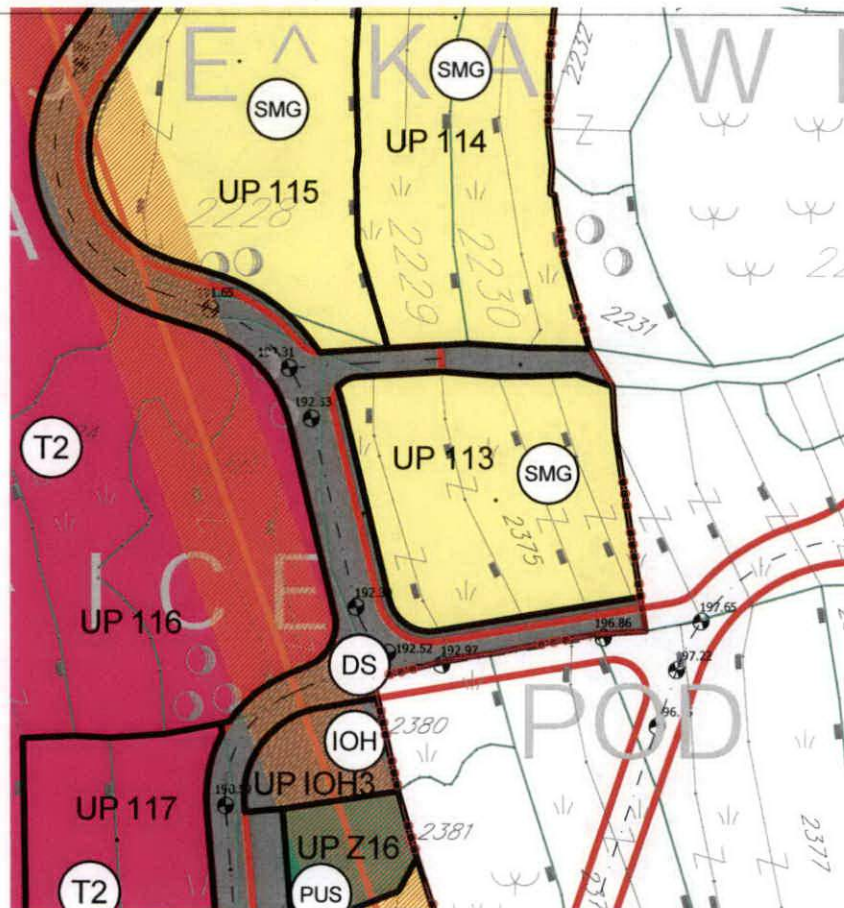 E ^ K A W
SMG
SMG
2232
UP 114
UP 115
2228
2229
2230
2231
192.33
T2
UP 113
SMG
2375
I C E
UP 116
197.65
196.86
192.52
192.97
DS
97.22
POD
IOH
2380
UP IOH3
UP 117
2381
UP Z16
2377
T2
PUS